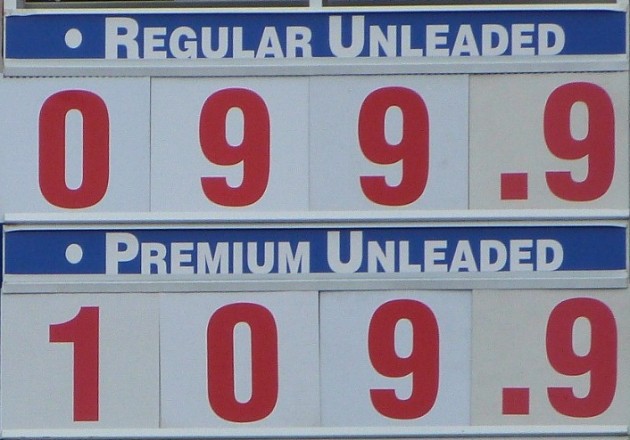 • REGULAR UNLEADED
099.9
• PREMIUM UNLEADED
109.9